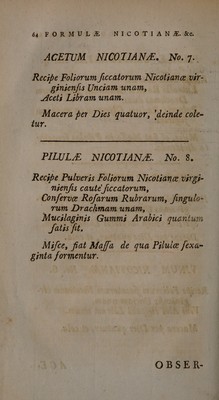 64 FORMULÆ NICOTIANÆ. &c.
ACETUM NICOTIANÆ. No. 7.
Recipe Foliorum ſiccatorum Nicotianæ vir-
ginienſis Unciam unam,
Aceti Libram unam.
Macera per Dies quatuor, deinde cole-
tur.
PILULÆ NICOTIANÆ. No. 8.
Recipe Pulveris Foliorum Nicotianæ virgi-
nienſis cautè ſiccatorum,
Conſervæ Roſarum Rubrarum, ſingulo-
rum Drachmam unam,
Mucilaginis Gummi Arabici quantum
ſatis ſit,
Miſce, fiat Maſſa de qua Pilulæ ſexa-
ginta formentur.
OBSER-